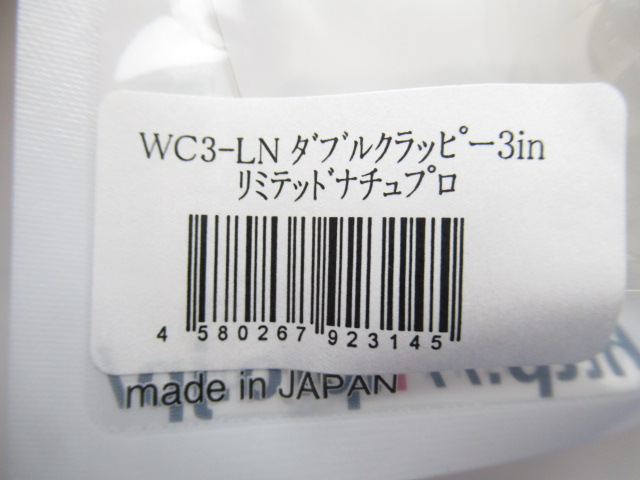 WC3-LN ﾀﾞﾌﾞﾙｸﾗｯﾋﾟｰ3in
ﾘﾐﾃｯﾄﾞﾅﾁｭﾌﾟﾛ
4 580267 923145
made in JAPAN